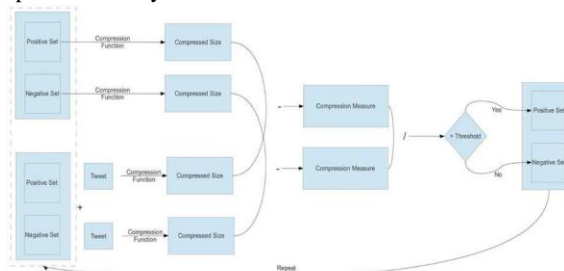 Positive Set
Compression
Function
Compressed Size
Negative Set
Compression
Function
Compressed Size
- Compression Measure
/
> Threshold
Yes
No
Positive Set
Negative Set
- Compression Measure
Positive Set
Negative Set
+
Tweet
Compression
Function
Compressed Size
Tweet
Compression
Function
Compressed Size
Repeat